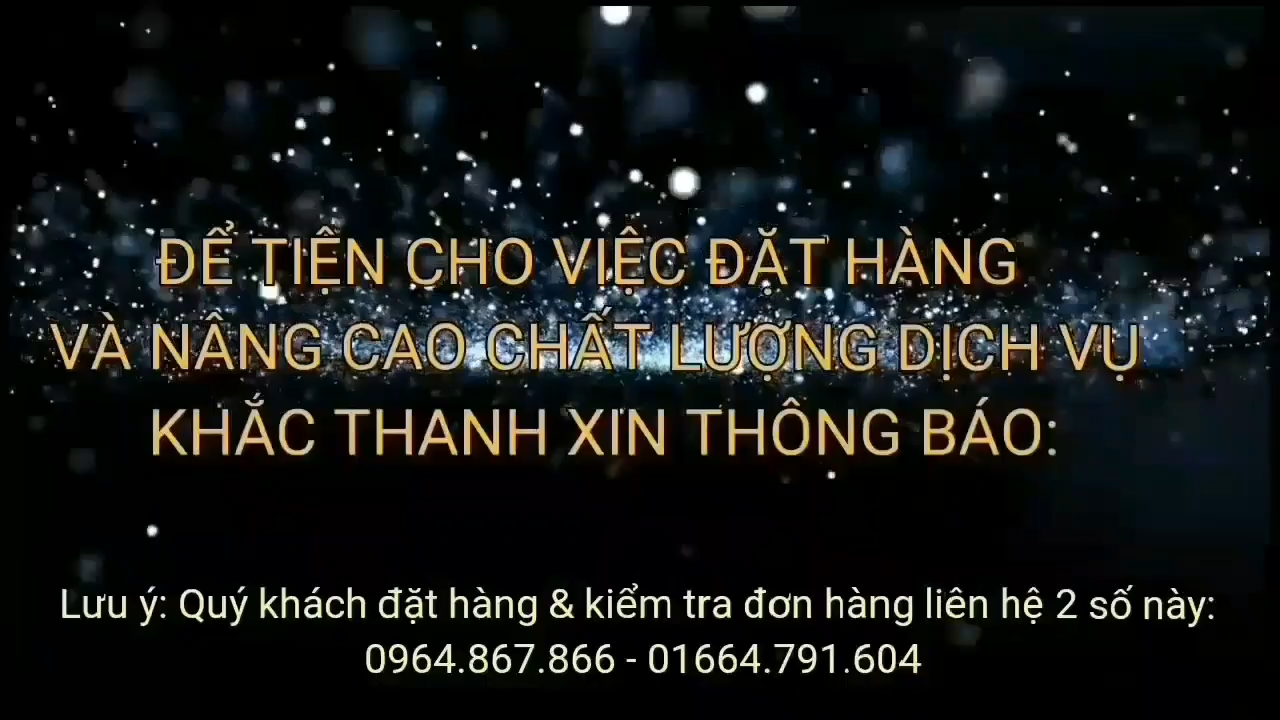 ĐỂ TIỆN CHO VIỆC ĐẶT HÀNG
VÀ NÂNG CAO CHẤT LƯỢNG DỊCH VỤ
KHẮC THANH XIN THÔNG BÁO:
Lưu ý: Quý khách đặt hàng & kiểm tra đơn hàng liên hệ 2 số này:
0964.867.866 - 01664.791.604